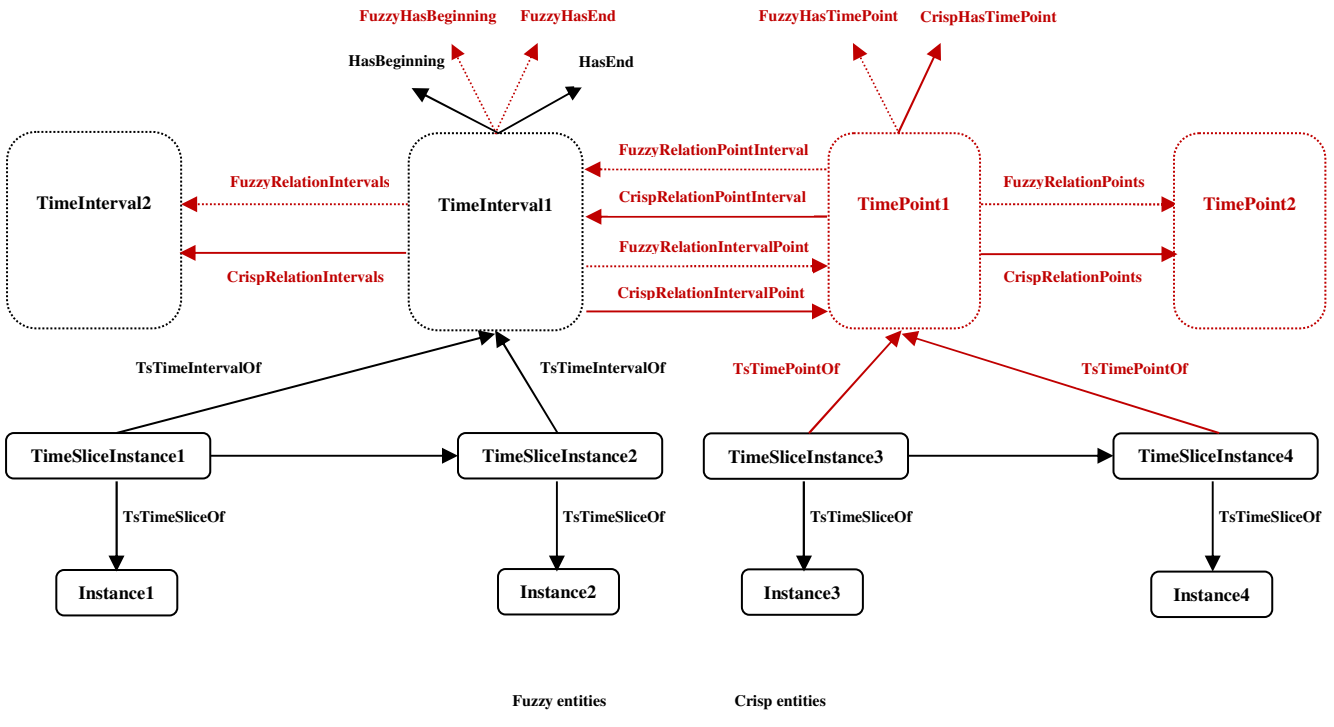 FuzzyHasBeginning FuzzyHasEnd FuzzyHasTimePoint CrispHasTimePoint
HasBeginning HasEnd
FuzzyRelationPointInterval
FuzzyRelationIntervals FuzzyRelationPoints
CrispRelationPointInterval
TimeInterval2 TimeInterval1 TimePoint1 TimePoint2
FuzzyRelationIntervalPoint
CrispRelationIntervals CrispRelationPoints
CrispRelationIntervalPoint
TsTimeIntervalOf TsTimeIntervalOf TsTimePointOf TsTimePointOf
TimeSliceInstance1 TimeSliceInstance2 TimeSliceInstance3 TimeSliceInstance4
TsTimeSliceOf TsTimeSliceOf TsTimeSliceOf TsTimeSliceOf
Instance1 Instance2 Instance3 Instance4
Fuzzy entities Crisp entities